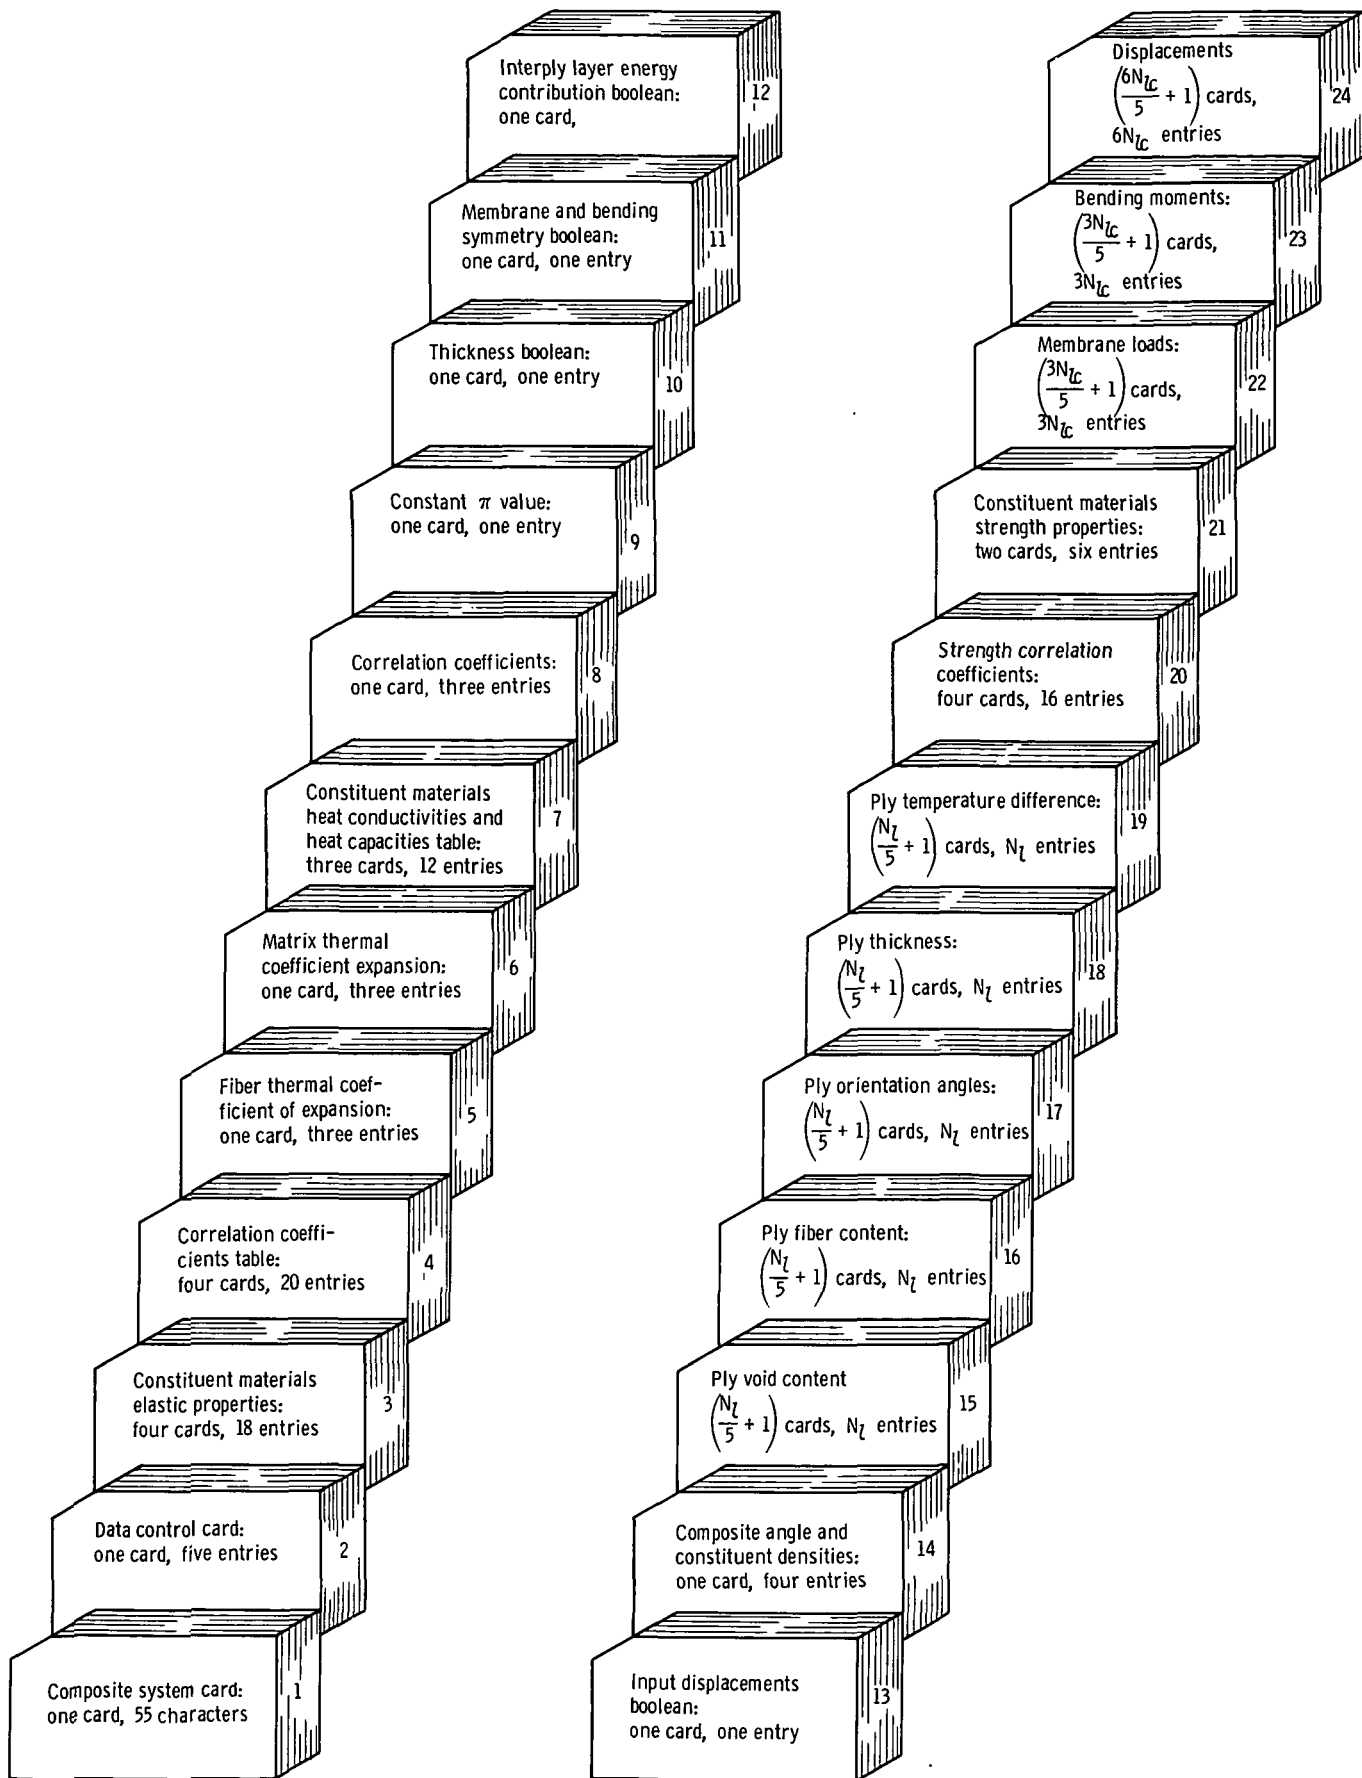 Interply layer energy
contribution boolean:
one card,
12
Membrane and bending
symmetry boolean:
one card, one entry
11
Thickness boolean:
one card, one entry
10
Constant π value:
one card, one entry
9
Correlation coefficients:
one card, three entries
8
Constituent materials
heat conductivities and
heat capacities table:
three cards, 12 entries
7
Matrix thermal
coefficient expansion:
one card, three entries
6
Fiber thermal coef-
ficient of expansion:
one card, three entries
5
Correlation coeffi-
cients table:
four cards, 20 entries
4
Constituent materials
elastic properties:
four cards, 18 entries
3
Data control card:
one card, five entries
2
Composite system card:
one card, 55 characters
1
Displacements
(6N_lc/5 + 1) cards,
6N_lc entries
24
Bending moments:
(3N_lc/5 + 1) cards,
3N_lc entries
23
Membrane loads:
(3N_lc/5 + 1) cards,
3N_lc entries
22
Constituent materials
strength properties:
two cards, six entries
21
Strength correlation
coefficients:
four cards, 16 entries
20
Ply temperature difference:
(N_l/5 + 1) cards, N_l entries
19
Ply thickness:
(N_l/5 + 1) cards, N_l entries
18
Ply orientation angles:
(N_l/5 + 1) cards, N_l entries
17
Ply fiber content:
(N_l/5 + 1) cards, N_l entries
16
Ply void content
(N_l/5 + 1) cards, N_l entries
15
Composite angle and
constituent densities:
one card, four entries
14
Input displacements
boolean:
one card, one entry
13